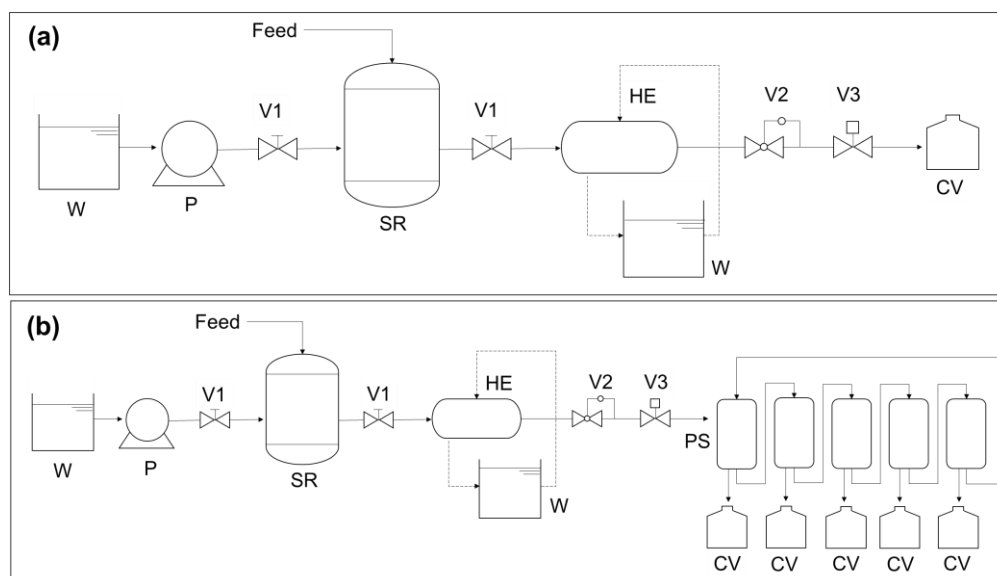 (a)
Feed
V1
V1
HE
V2
V3
W
P
SR
W
CV
(b)
Feed
V1
V1
HE
V2
V3
PS
W
P
SR
W
CV CV CV CV CV